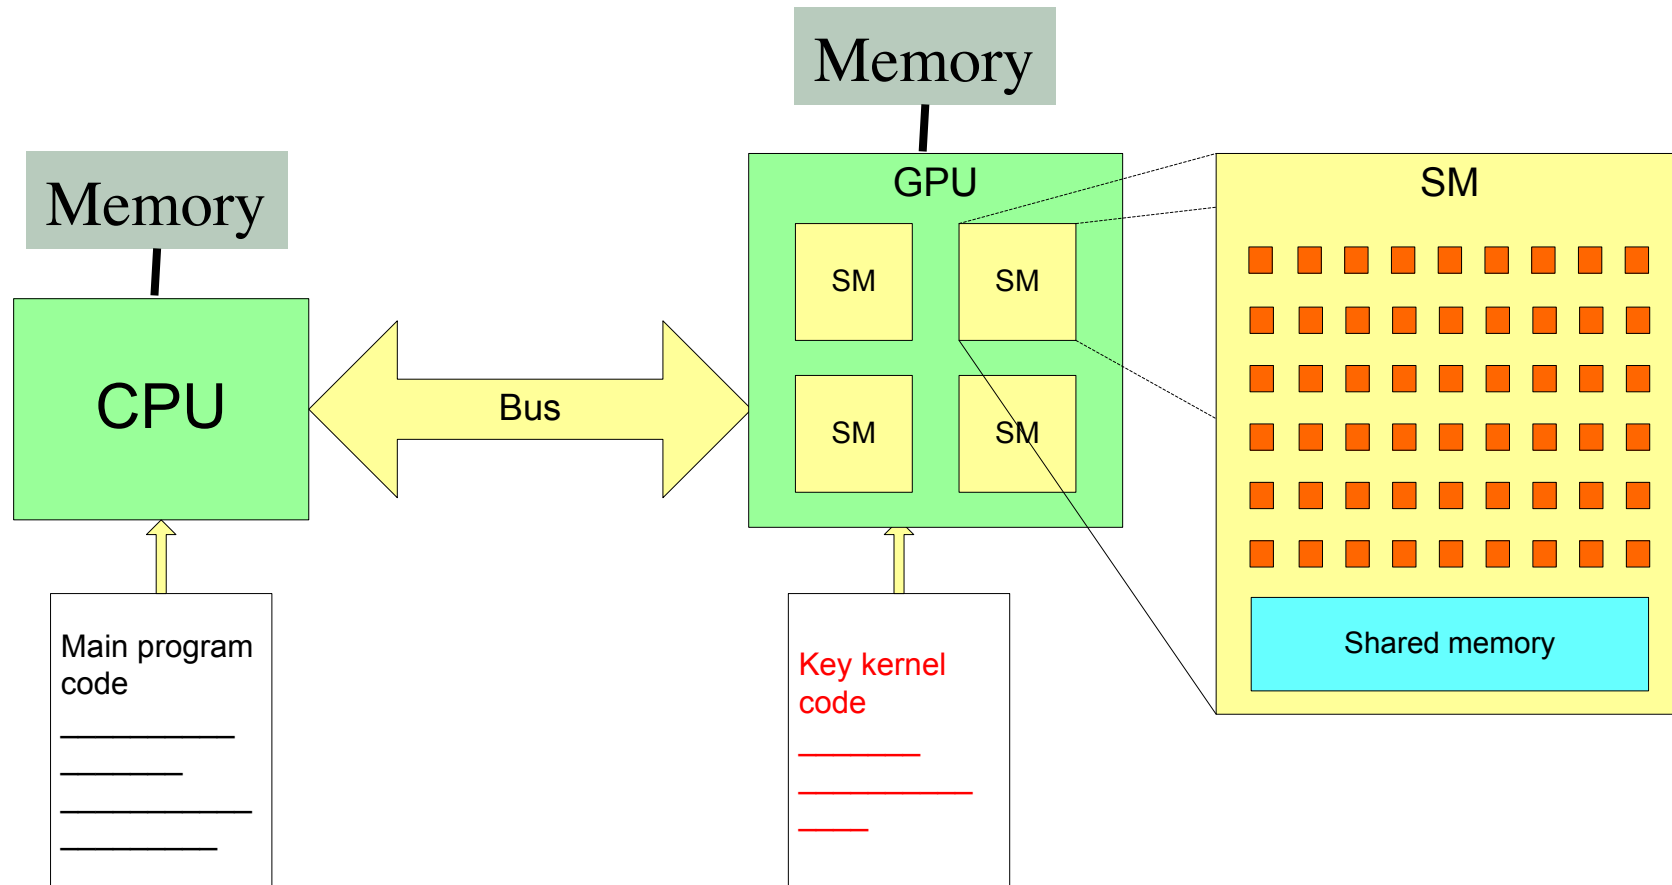 Memory
Memory
GPU
SM
SM
SM
SM
SM
CPU
Bus
Main program
code
Key kernel
code
Shared memory